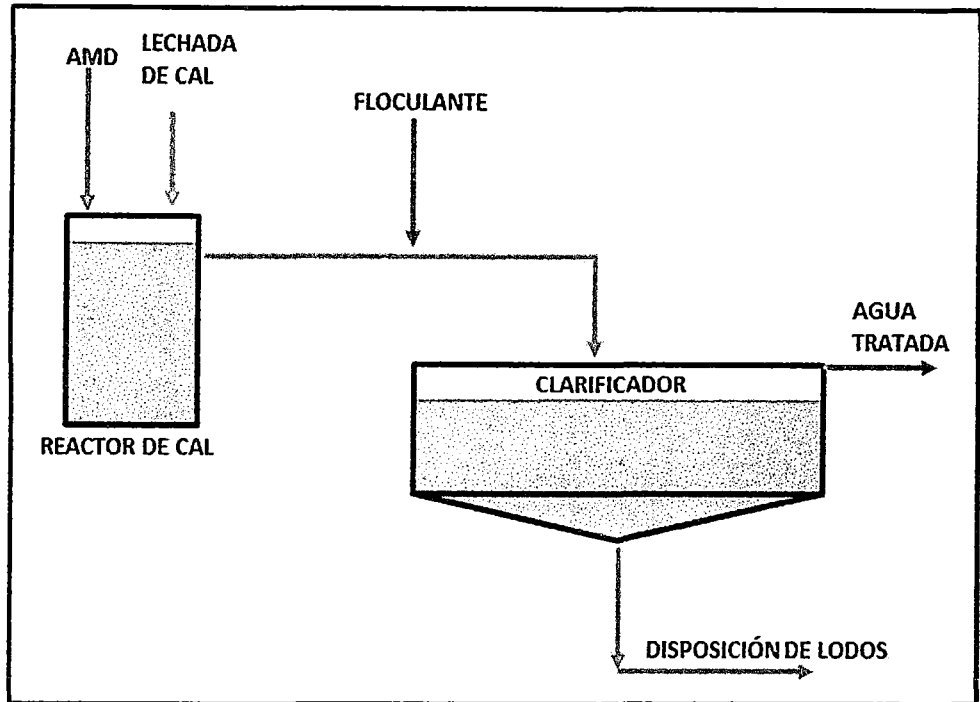 AMD
LECHADA
DE CAL
FLOCULANTE
REACTOR DE CAL
CLARIFICADOR
AGUA
TRATADA
DISPOSICIÓN DE LODOS